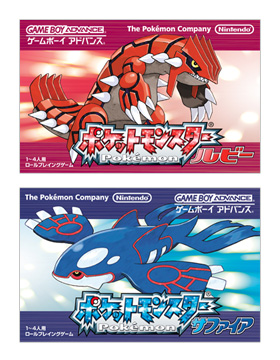 GAME BOY ADVANCE
ゲームボーイ アドバンス
The Pokémon Company
Nintendo
ポケットモンスター
Pokémon
ルビー
1~4人用
ロールプレイングゲーム
The Pokémon Company
Nintendo
GAME BOY ADVANCE
ゲームボーイ アドバンス
ポケットモンスター
Pokémon
サファイア
1~4人用
ロールプレイングゲーム